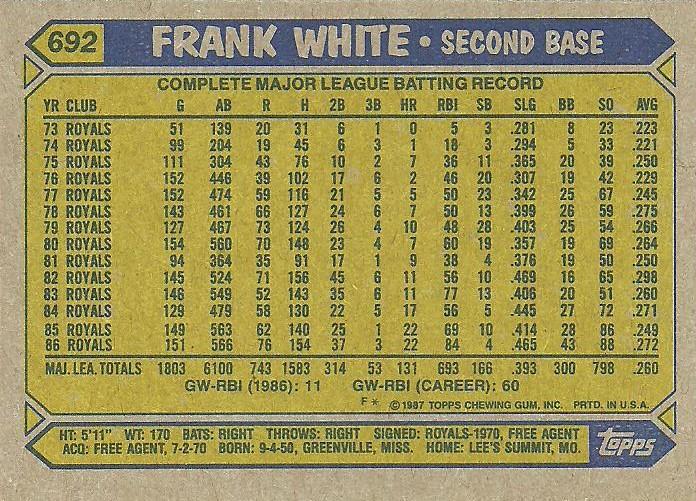 692 FRANK WHITE • SECOND BASE
COMPLETE MAJOR LEAGUE BATTING RECORD
YR CLUB G AB R H 2B 3B HR RBI SB SLG BB SO AVG
73 ROYALS 51 139 20 31 6 1 0 5 3 .281 8 23 .223
74 ROYALS 99 204 19 45 6 3 1 18 3 .294 5 33 .221
75 ROYALS 111 304 43 76 10 2 7 36 11 .365 20 39 .250
76 ROYALS 152 446 39 102 17 6 2 46 20 .307 19 42 .229
77 ROYALS 152 474 59 116 21 5 5 50 23 .342 25 67 .245
78 ROYALS 143 461 66 127 24 6 7 50 13 .399 26 59 .275
79 ROYALS 127 467 73 124 26 4 10 48 28 .403 25 54 .266
80 ROYALS 154 560 70 148 23 4 7 60 19 .357 19 69 .264
81 ROYALS 94 364 35 91 17 1 9 38 4 .376 19 50 .250
82 ROYALS 145 524 71 156 45 6 11 56 10 .469 16 65 .298
83 ROYALS 146 549 52 143 35 6 11 77 13 .406 20 51 .260
84 ROYALS 129 479 58 130 22 5 17 56 5 .445 27 72 .271
85 ROYALS 149 563 62 140 25 1 22 69 10 .414 28 86 .249
86 ROYALS 151 566 76 154 37 3 22 84 4 .465 43 88 .272
MAJ. LEA. TOTALS 1803 6100 743 1583 314 53 131 693 166 .393 300 798 .260
GW-RBI (1986): 11 GW-RBI (CAREER): 60
F* © 1987 TOPPS CHEWING GUM, INC. PRTD. IN U.S.A.
HT: 5'11" WT: 170 BATS: RIGHT THROWS: RIGHT SIGNED: ROYALS-1970, FREE AGENT
ACQ: FREE AGENT, 7-2-70 BORN: 9-4-50, GREENVILLE, MISS. HOME: LEE'S SUMMIT, MO.
TOPPS